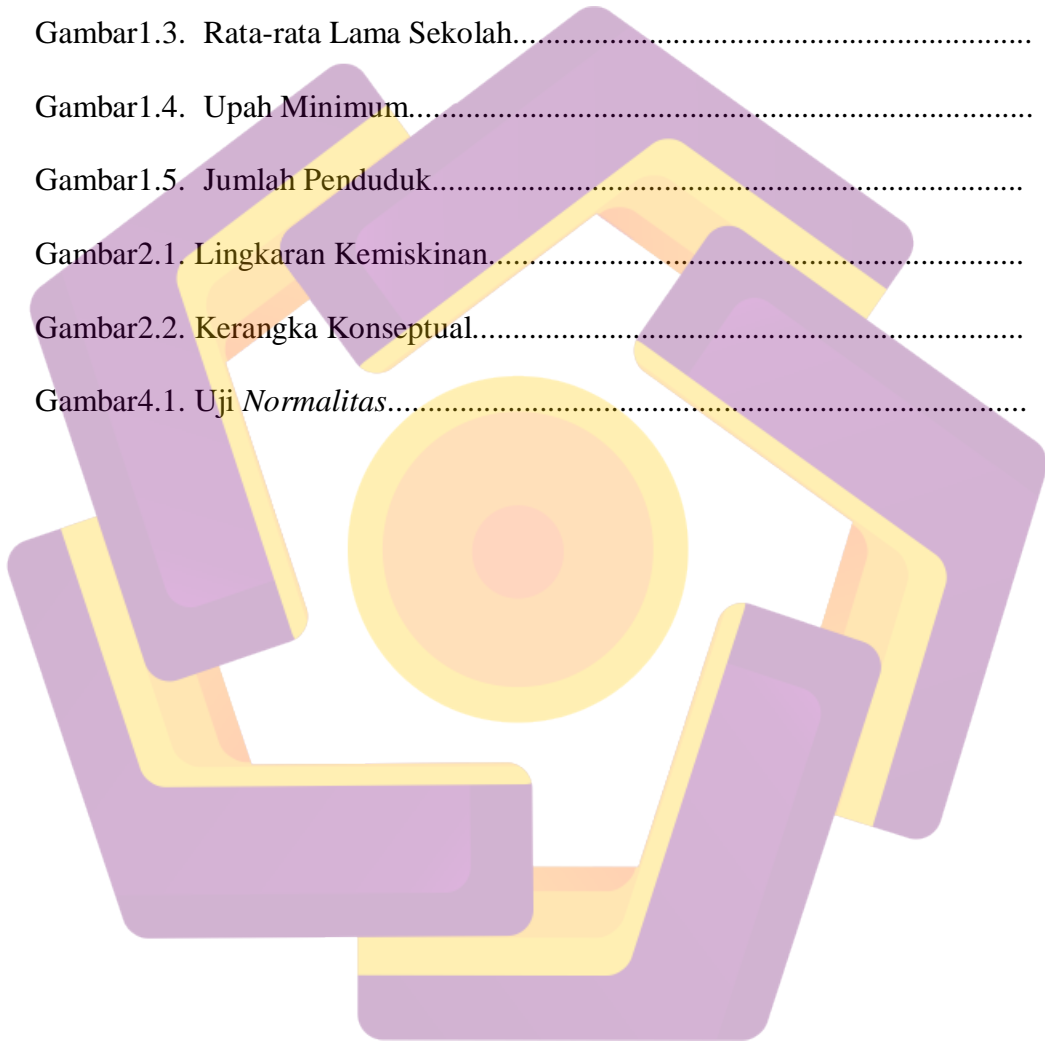 Gambar1.3.  Rata-rata Lama Sekolah.................................................................
Gambar1.4.  Upah Minimum..............................................................................
Gambar1.5.  Jumlah Penduduk..........................................................................
Gambar2.1. Lingkaran Kemiskinan...................................................................
Gambar2.2. Kerangka Konseptual.....................................................................
Gambar4.1. Uji Normalitas................................................................................